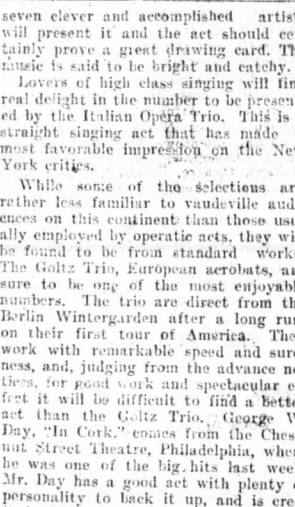 seven clever and accomplished artis
will present it and the act should ce
tainly prove a great drawing card. Th
music is said to be bright and catchy.
Lovers of high class singing will fin
real delight in the number to be presen
ed by the Italian Opera Trio. This is
straight singing act that has made
most favorable impression on the Ne
York critics.
While some of the selections ar
rether less familiar to vaudeville aud
ences on this continent than those usu
ally employed by operatic acts, they wi
be found to be from standard work
The Goltz Trio, European acrobats, ar
sure to be one of the most enjoyabl
numbers. The trio are direct from th
Berlin Wintergarden after a long run
on their first tour of America. The
work with remarkable speed and sure
ness, and, judging from the advance no
tices, for good work and spectacular e
fect it will be difficult to find a bette
act than the Goltz Trio. George W
Day, "In Cork," comes from the Ches
nut Street Theatre, Philadelphia, wher
he was one of the big hits last wee
Mr. Day has a good act with plenty o
personality to back it up, and is cre